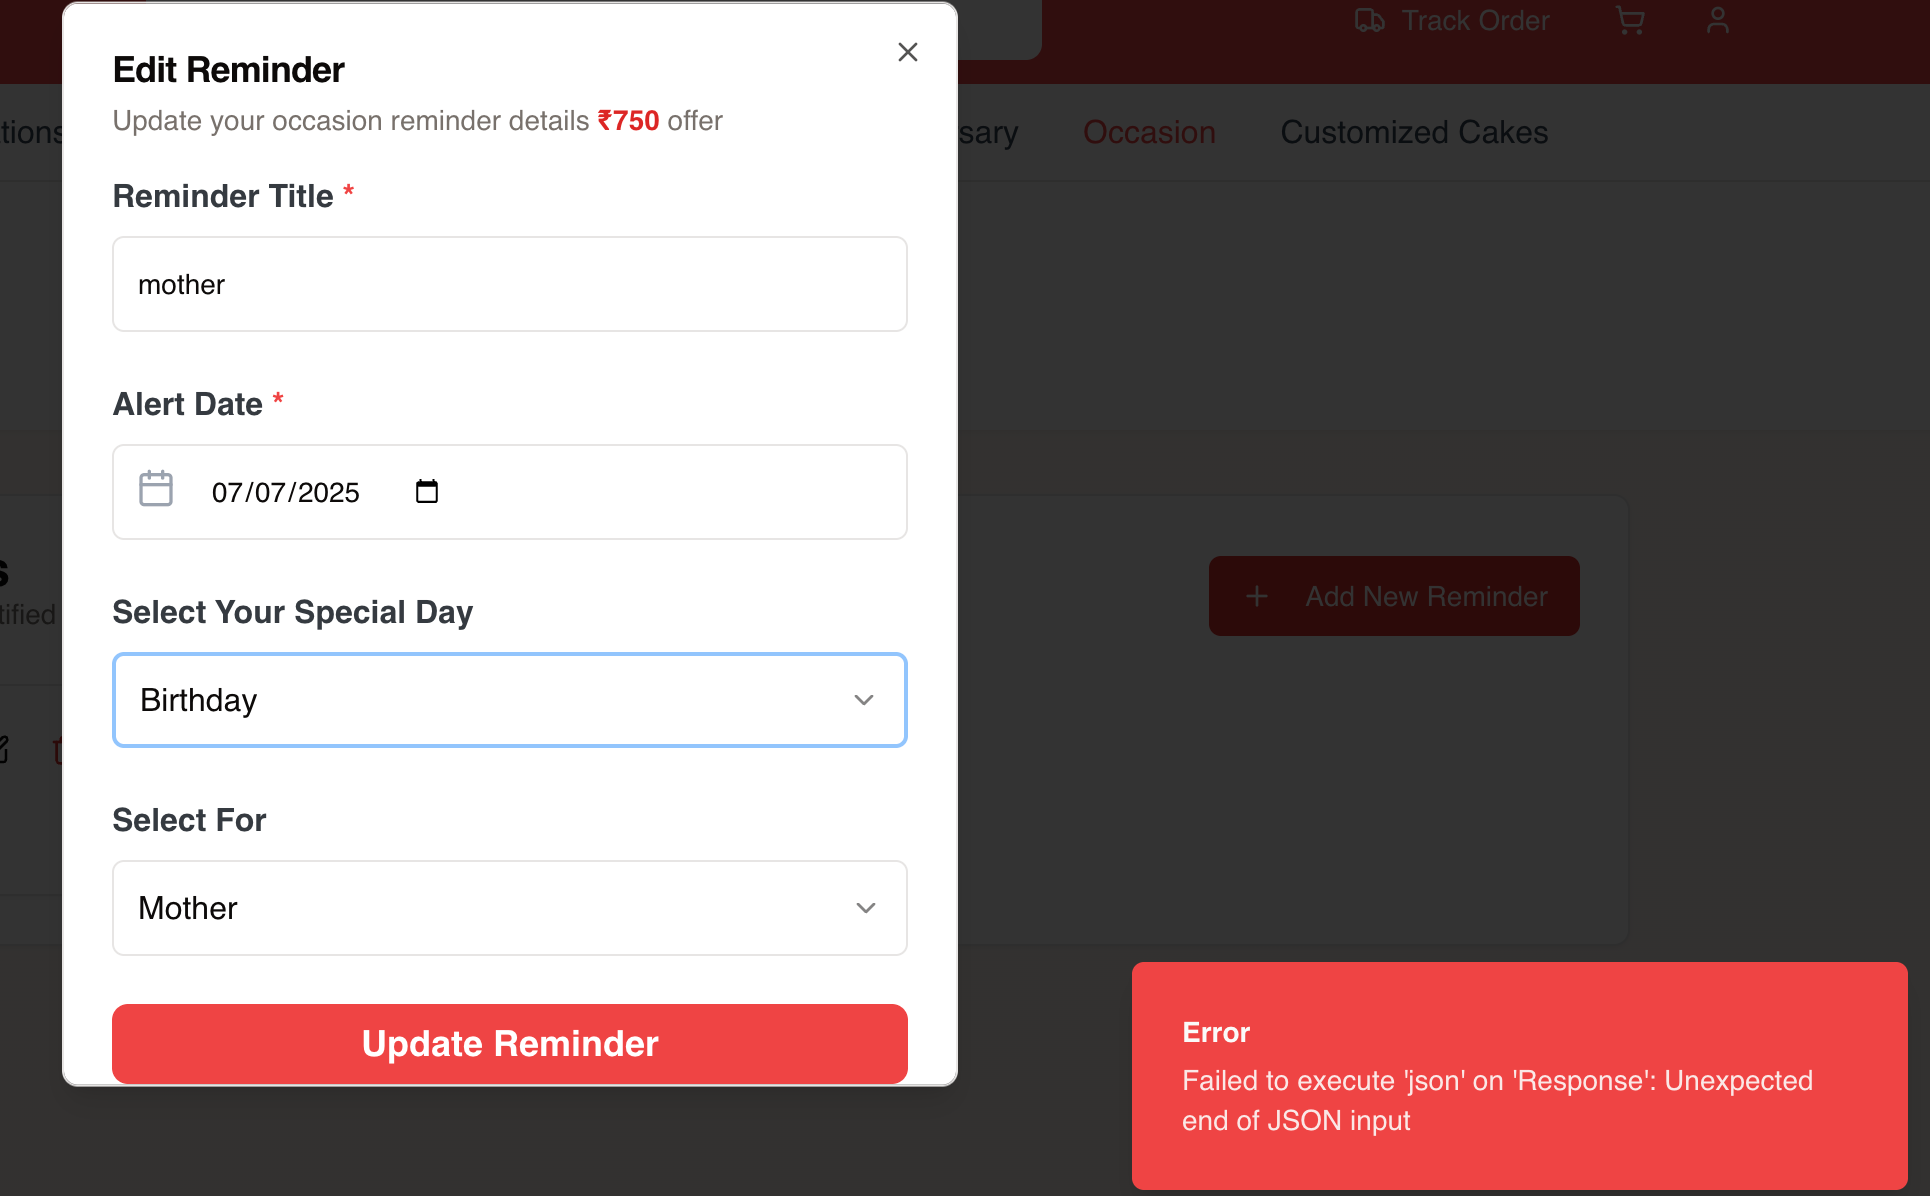 Track Order
tions
sary
Occasion
Customized Cakes
Edit Reminder
Update your occasion reminder details ₹750 offer
Reminder Title *
mother
Alert Date *
07/07/2025
Select Your Special Day
Birthday
Select For
Mother
Update Reminder
s
tified
Add New Reminder
Error
Failed to execute 'json' on 'Response': Unexpected
end of JSON input